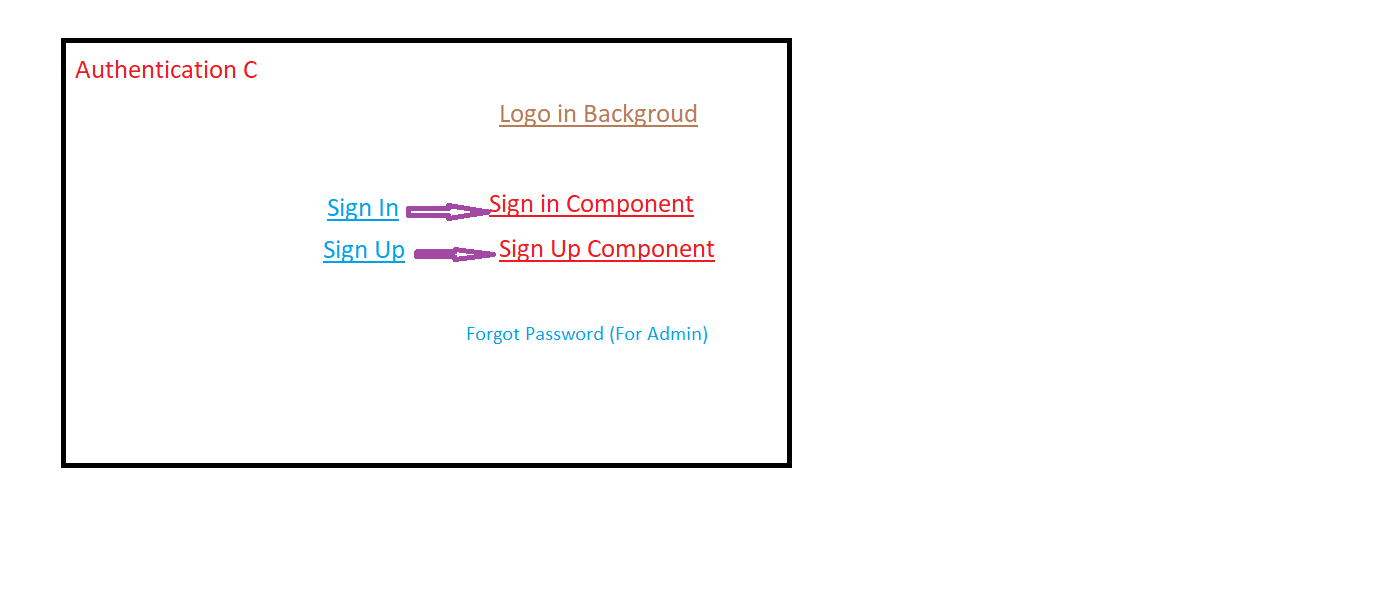 Authentication C
Logo in Backgroud
Sign In Sign in Component
Sign Up Sign Up Component
Forgot Password (For Admin)